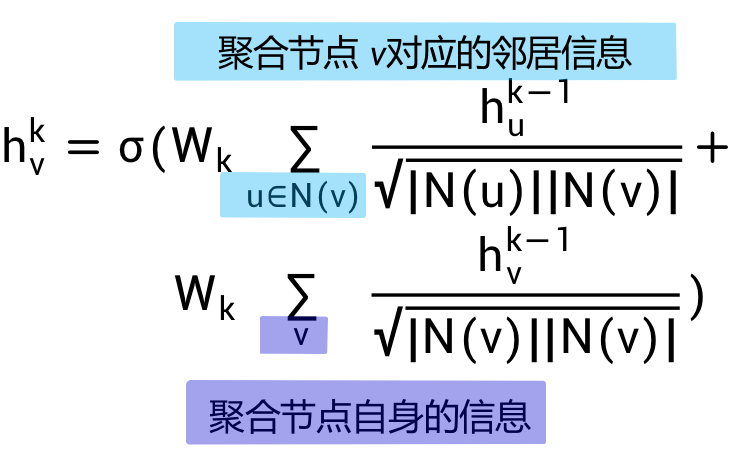 聚合节点 v对应的邻居信息
h_v^k = σ(W_k ∑_{u∈N(v)} h_u^{k−1} / √|N(u)||N(v)| +
W_k ∑_v h_v^{k−1} / √|N(v)||N(v)| )
聚合节点自身的信息